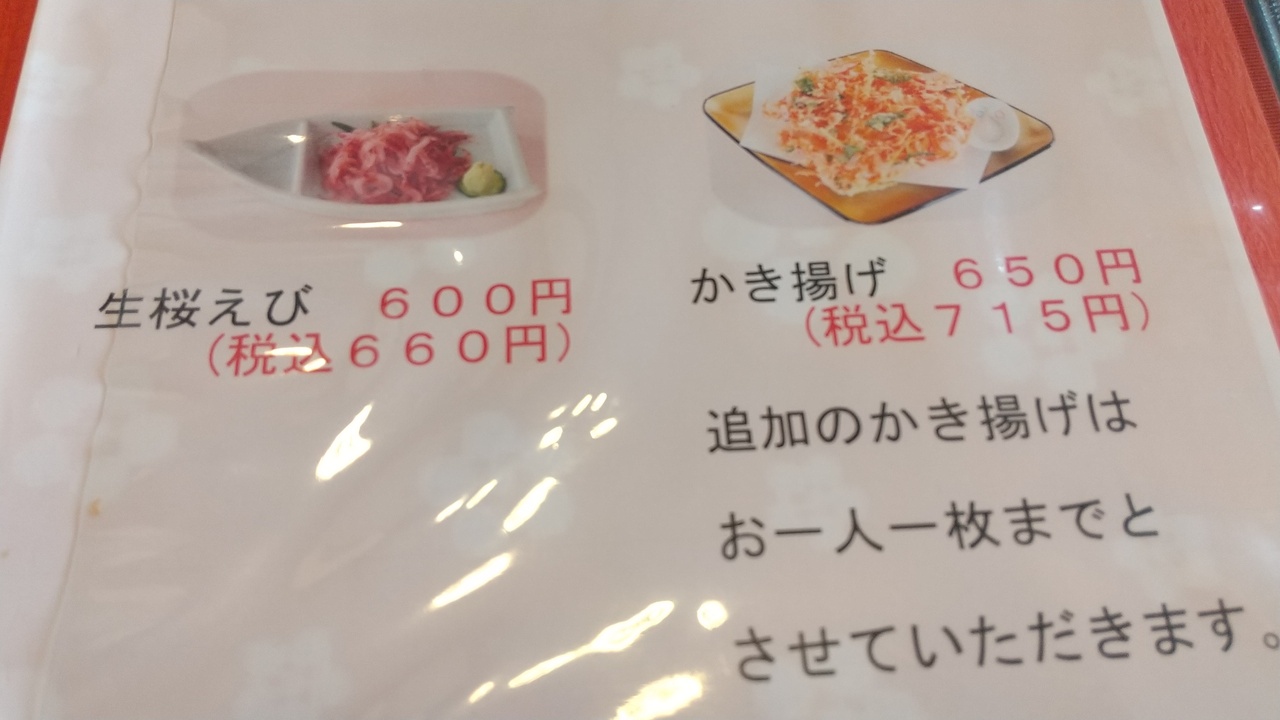 生桜えび　６００円
（税込６６０円）
かき揚げ　６５０円
（税込７１５円）
追加のかき揚げは
お一人一枚までと
させていただきます。